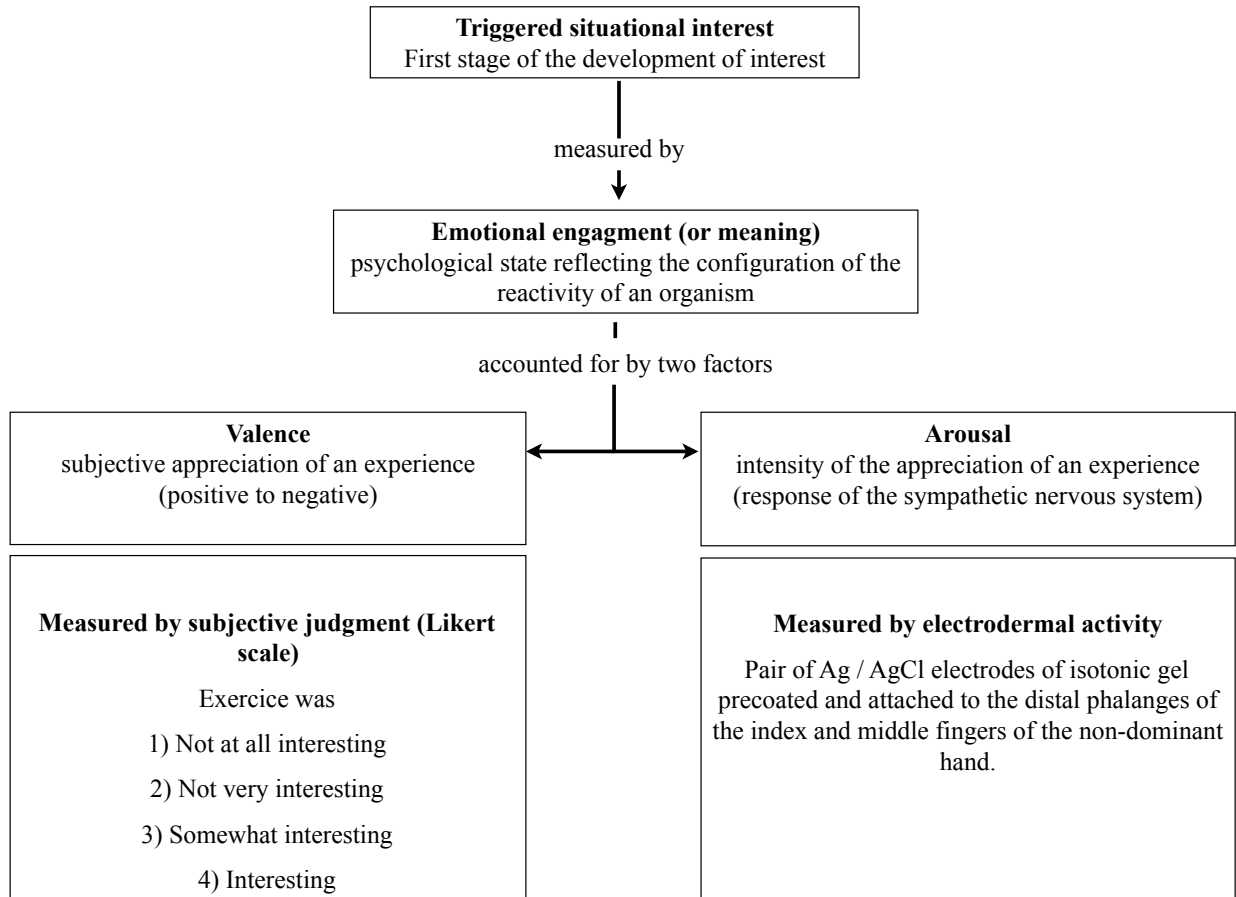 Triggered situational interest
First stage of the development of interest
measured by
Emotional engagment (or meaning)
psychological state reflecting the configuration of the
reactivity of an organism
accounted for by two factors
Valence
subjective appreciation of an experience
(positive to negative)
Arousal
intensity of the appreciation of an experience
(response of the sympathetic nervous system)
Measured by subjective judgment (Likert
scale)
Exercice was
1) Not at all interesting
2) Not very interesting
3) Somewhat interesting
4) Interesting
Measured by electrodermal activity
Pair of Ag / AgCl electrodes of isotonic gel
precoated and attached to the distal phalanges of
the index and middle fingers of the non-dominant
hand.